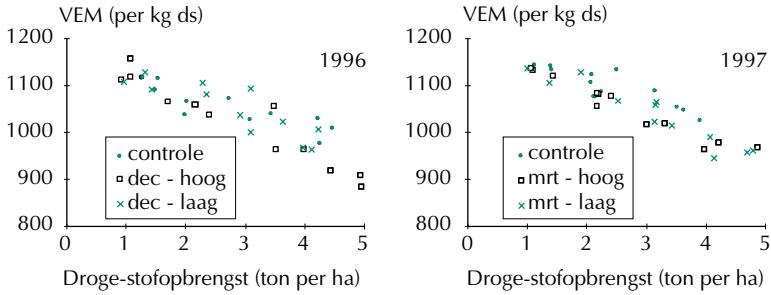 VEM (per kg ds)
1200
1996
1100
1000
controle
dec - hoog
900
dec - laag
800
0 1 2 3 4 5
Droge-stofopbrengst (ton per ha)
VEM (per kg ds)
1200
1997
1100
1000
controle
mrt - hoog
900
mrt - laag
800
0 1 2 3 4 5
Droge-stofopbrengst (ton per ha)